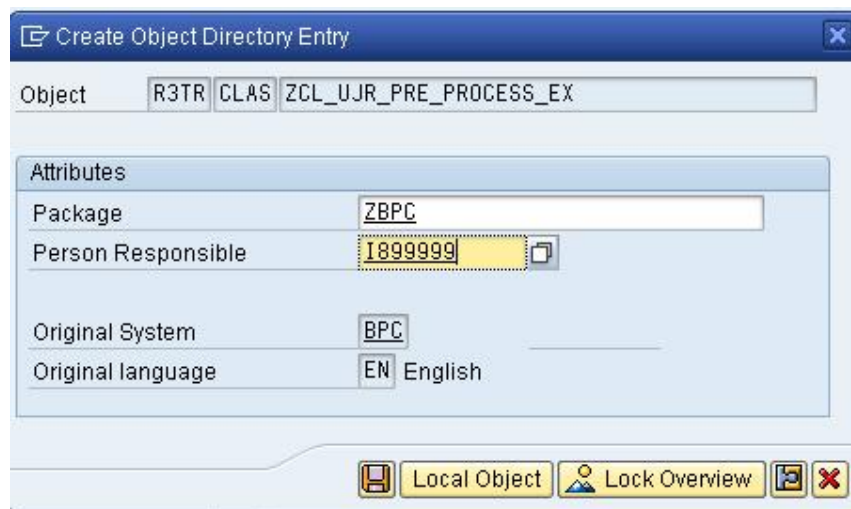 Create Object Directory Entry
Object R3TR CLAS ZCL_UJR_PRE_PROCESS_EX
Attributes
Package ZBPC
Person Responsible I899999
Original System BPC
Original language EN English
Local Object Lock Overview